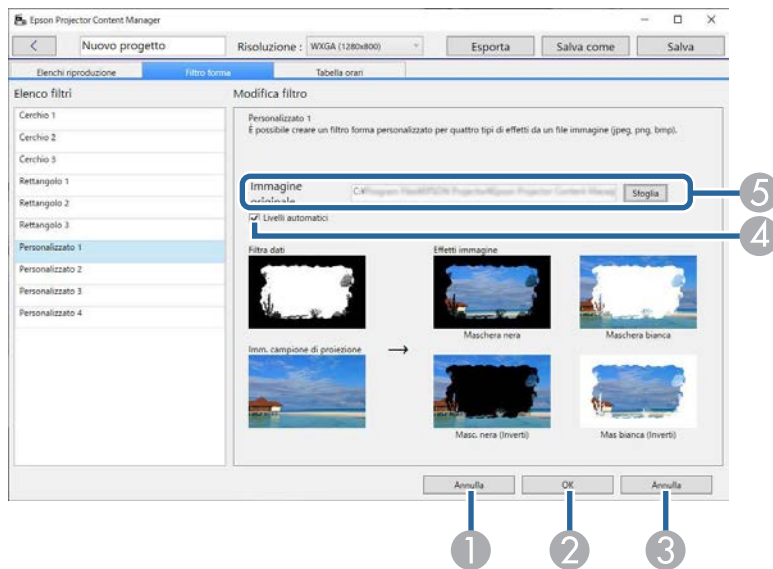 Epson Projector Content Manager
Nuovo progetto
Risoluzione : WXGA (1280x800)
Esporta
Salva come
Salva
Elenchi riproduzione
Filtro forma
Tabella orari
Elenco filtri
Modifica filtro
Cerchio 1
Cerchio 2
Cerchio 3
Rettangolo 1
Rettangolo 2
Rettangolo 3
Personalizzato 1
Personalizzato 2
Personalizzato 3
Personalizzato 4
Personalizzato 1
È possibile creare un filtro forma personalizzato per quattro tipi di effetti da un file immagine (jpeg, png, bmp).
Immagine
originale
C:\
Sfoglia
5
Livelli automatici
4
Filtra dati
Effetti immagine
Maschera nera
Maschera bianca
Imm. campione di proiezione
→
Masc. nera (Inverti)
Mas bianca (Inverti)
Annulla
OK
Annulla
1
2
3